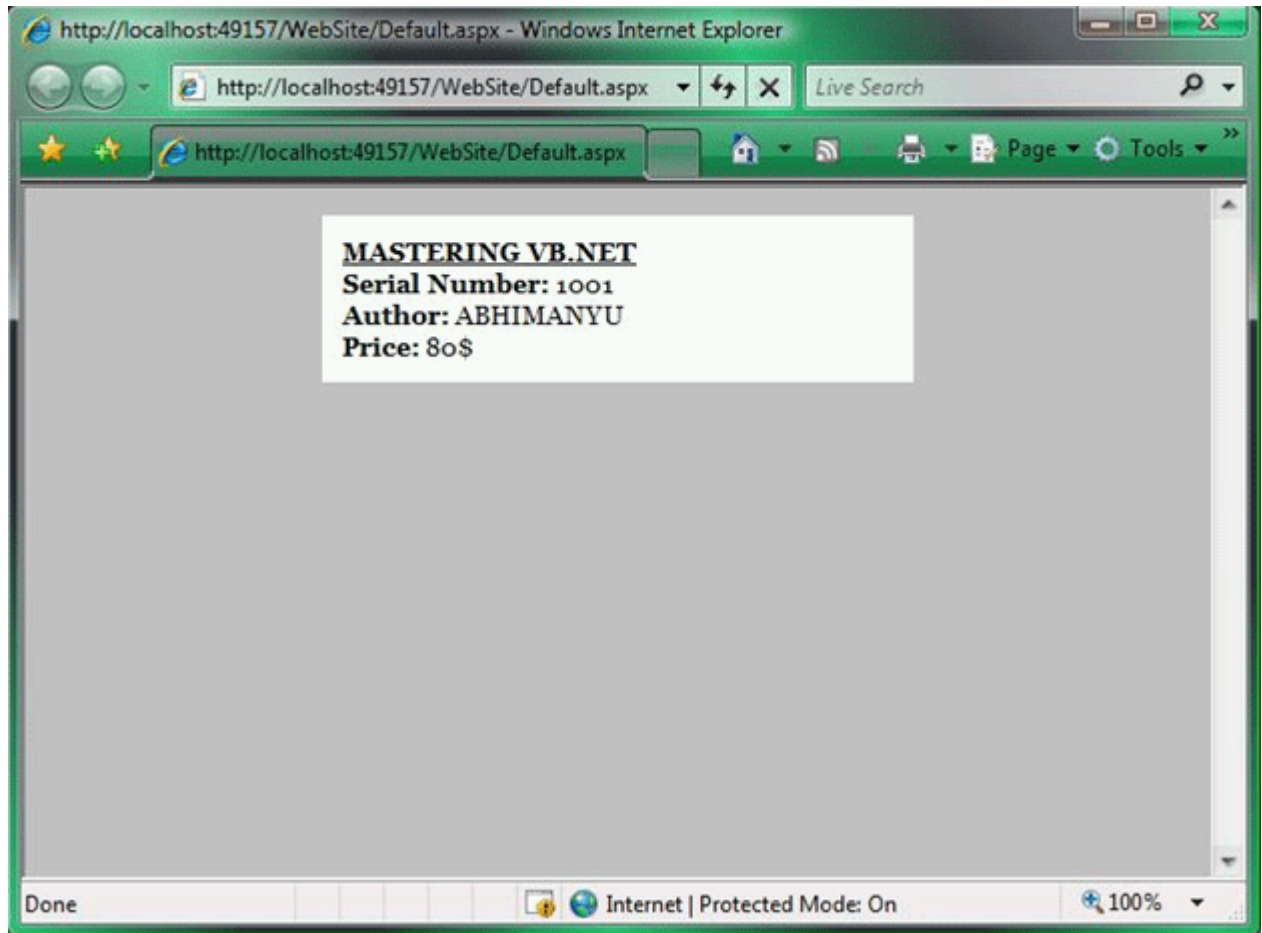 http://localhost:49157/WebSite/Default.aspx - Windows Internet Explorer
http://localhost:49157/WebSite/Default.aspx
Live Search
http://localhost:49157/WebSite/Default.aspx
Page
Tools
MASTERING VB.NET
Serial Number: 1001
Author: ABHIMANYU
Price: 80$
Done
Internet | Protected Mode: On
100%